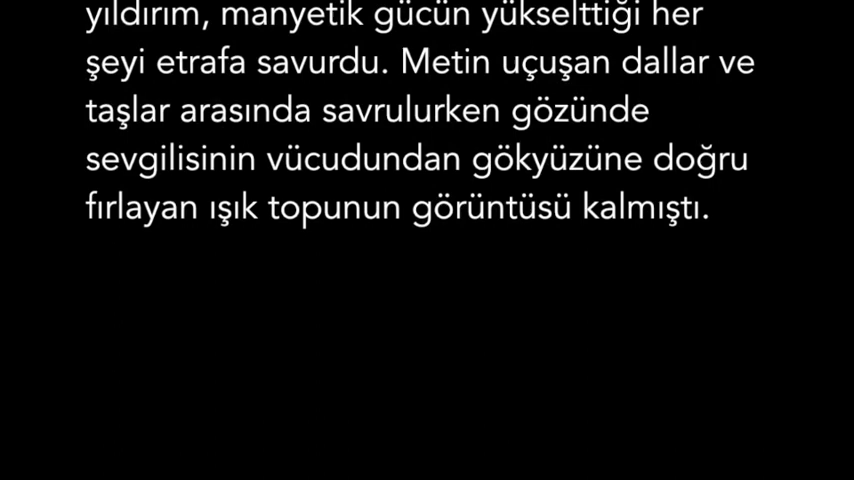 yıldırım, manyetik gücün yükselttiği her
şeyi etrafa savurdu. Metin uçuşan dallar ve
taşlar arasında savrulurken gözünde
sevgilisinin vücudundan gökyüzüne doğru
fırlayan ışık topunun görüntüsü kalmıştı.